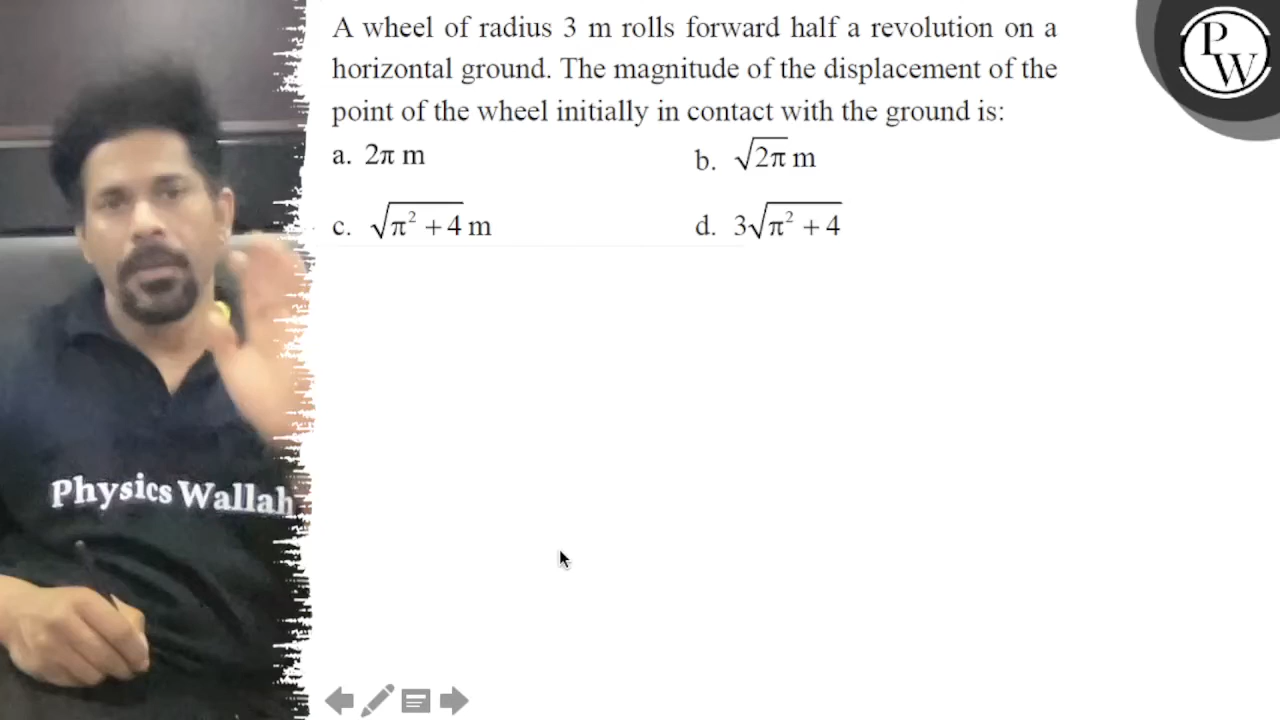 A wheel of radius 3 m rolls forward half a revolution on a
horizontal ground. The magnitude of the displacement of the
point of the wheel initially in contact with the ground is:
a. 2π m b. √2π m
c. √π² + 4 m d. 3√π² + 4
PW
Physics Wallah